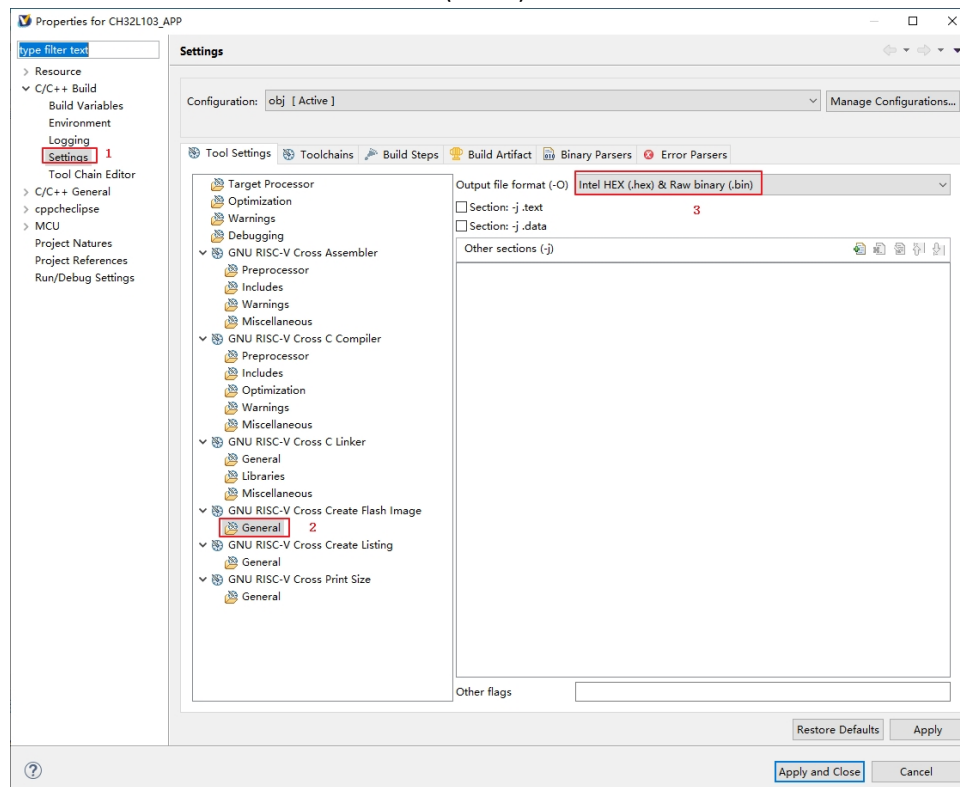 Properties for CH32L103_APP
type filter text
Resource
C/C++ Build
Build Variables
Environment
Logging
Settings 1
Tool Chain Editor
C/C++ General
cppcheclipse
MCU
Project Natures
Project References
Run/Debug Settings
Settings
Configuration: obj [ Active ]
Manage Configurations...
Tool Settings Toolchains Build Steps Build Artifact Binary Parsers Error Parsers
Target Processor
Optimization
Warnings
Debugging
GNU RISC-V Cross Assembler
Preprocessor
Includes
Warnings
Miscellaneous
GNU RISC-V Cross C Compiler
Preprocessor
Includes
Optimization
Warnings
Miscellaneous
GNU RISC-V Cross C Linker
General
Libraries
Miscellaneous
GNU RISC-V Cross Create Flash Image
General 2
GNU RISC-V Cross Create Listing
General
GNU RISC-V Cross Print Size
General
Output file format (-O) Intel HEX (.hex) & Raw binary (.bin)
Section: -j .text
3
Section: -j .data
Other sections (-j)
Other flags
Restore Defaults Apply
Apply and Close Cancel